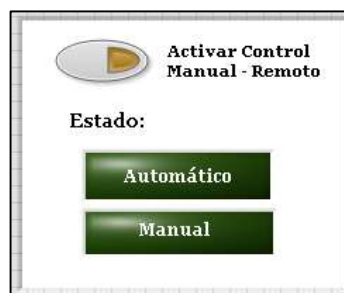 Activar Control
Manual - Remoto
Estado:
Automático
Manual